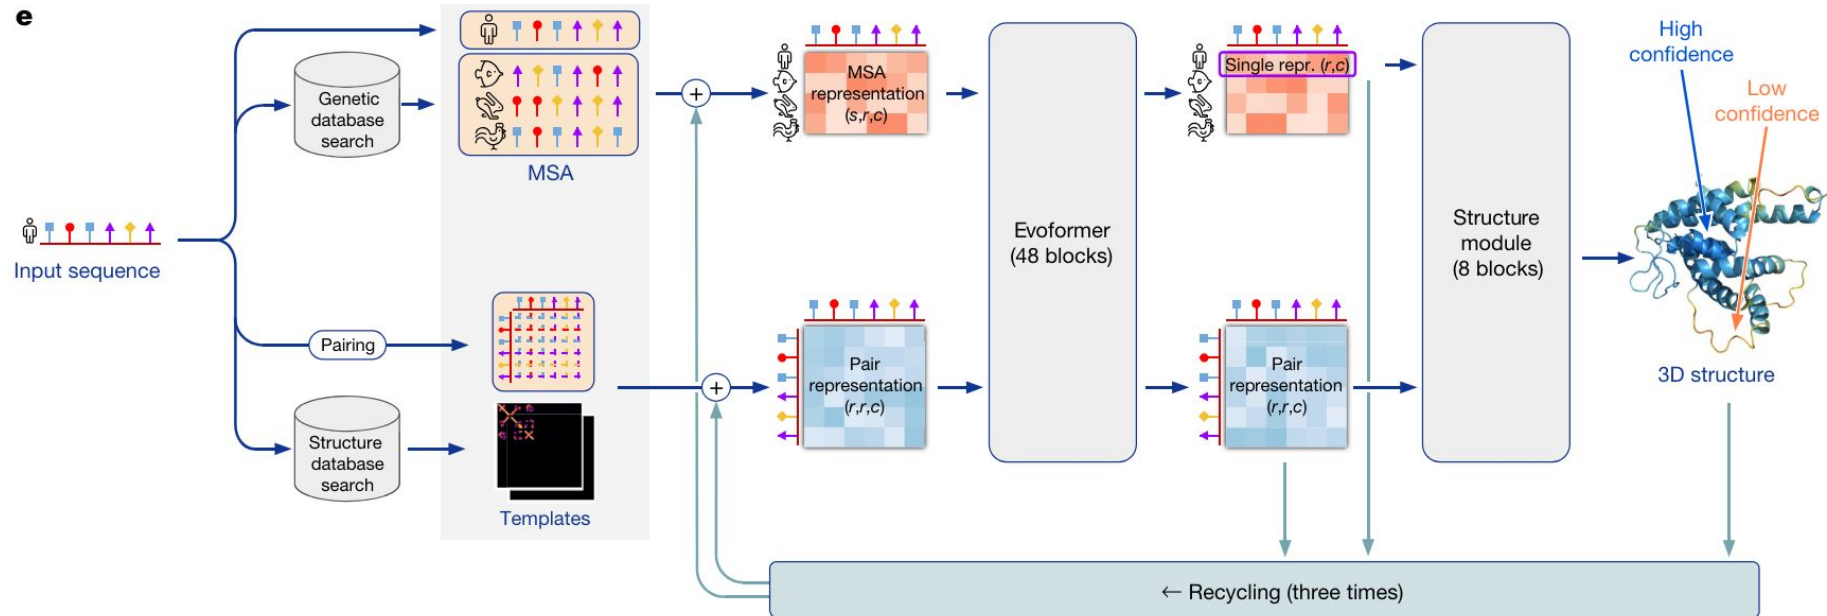 e
Input sequence
Genetic
database
search
MSA
Pairing
Structure
database
search
Templates
+
+
MSA
representation
(s,r,c)
Pair
representation
(r,r,c)
Evoformer
(48 blocks)
Single repr. (r,c)
Pair
representation
(r,r,c)
Structure
module
(8 blocks)
High
confidence
Low
confidence
3D structure
← Recycling (three times)